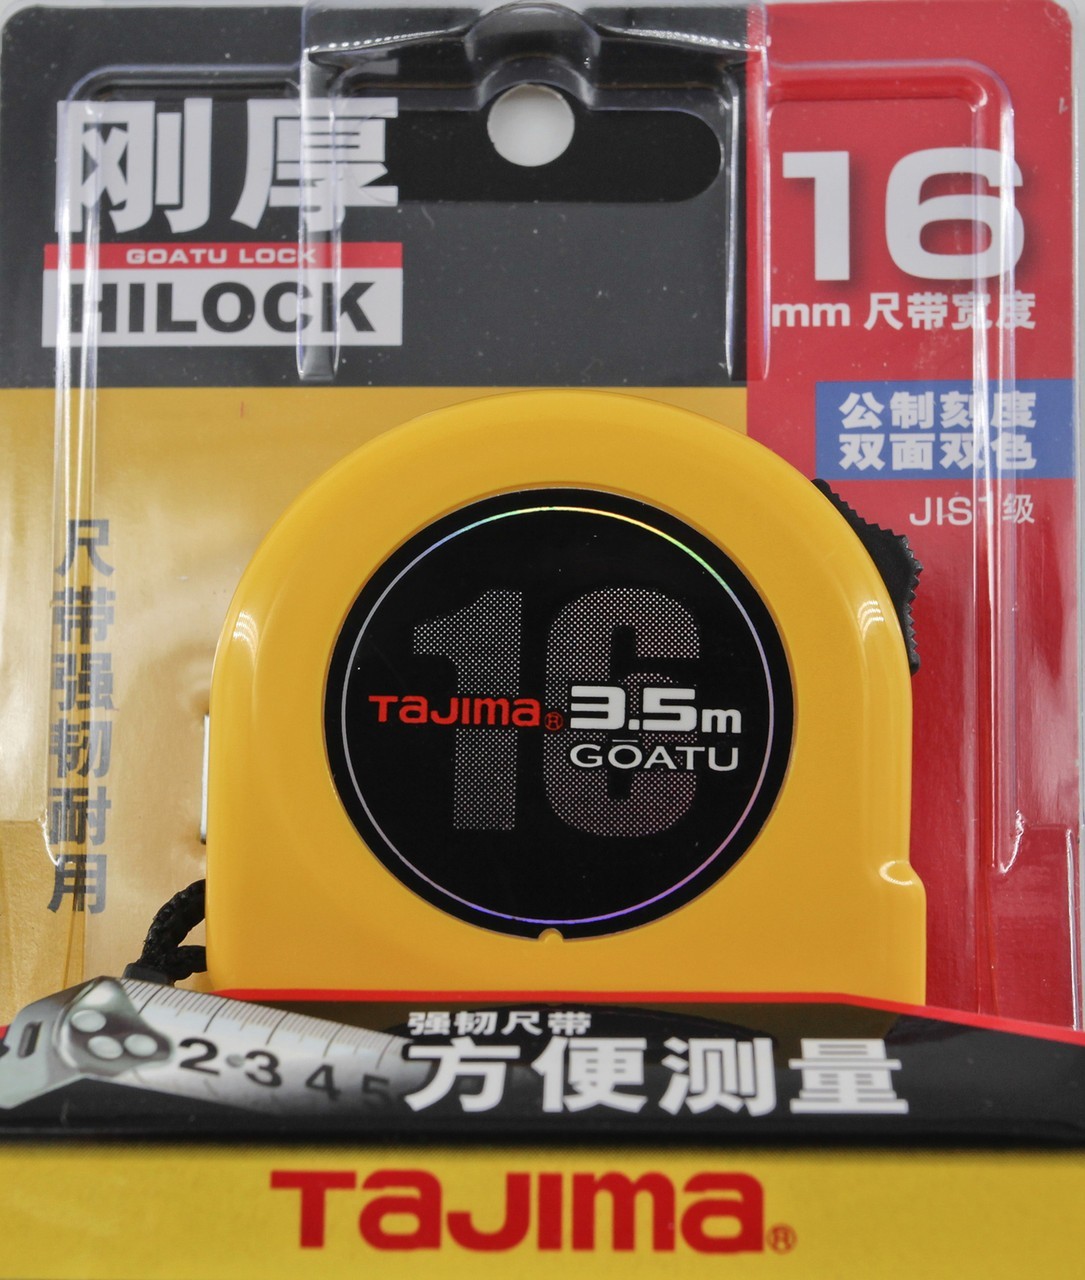 刚厚
GOATU LOCK
HILOCK
16
mm 尺带宽度
公制刻度
双面双色
JIS1级
尺带强韧耐用
16
TAJIMA® 3.5m
GŌATU
2 3 4 5
强韧尺带
方便测量
TAJIMA®